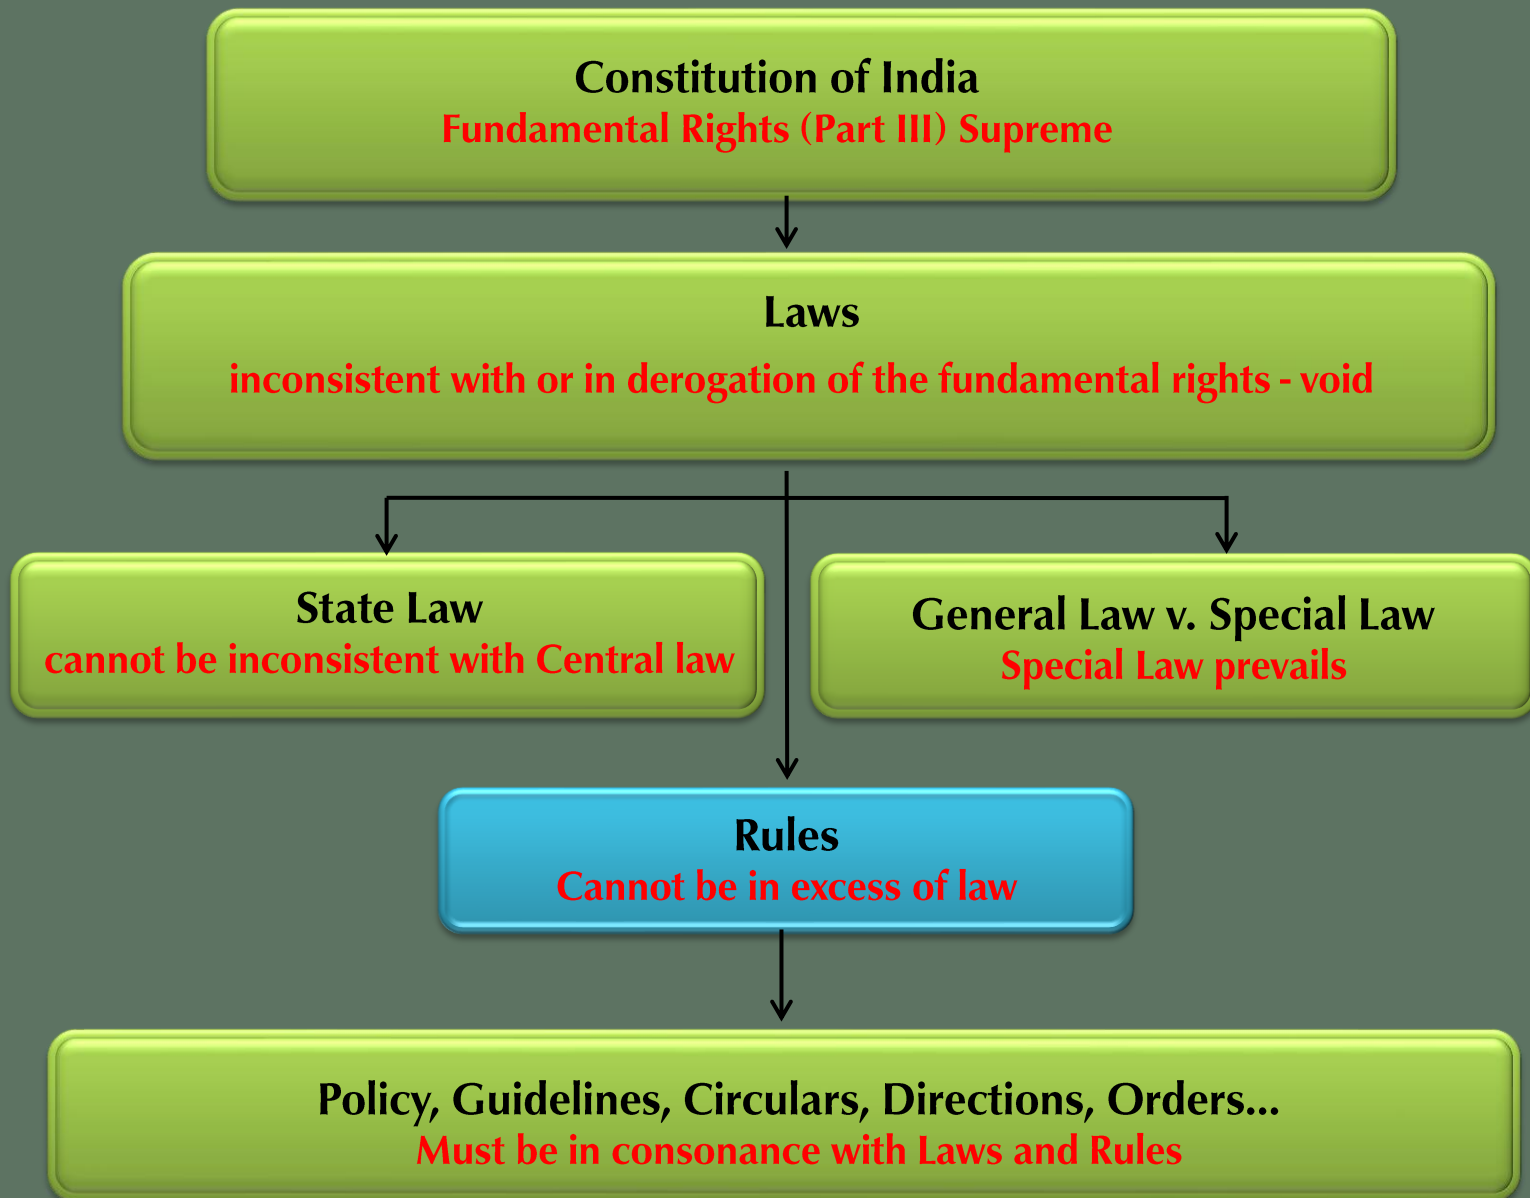 Constitution of India
Fundamental Rights (Part III) Supreme
Laws
inconsistent with or in derogation of the fundamental rights - void
State Law
cannot be inconsistent with Central law
General Law v. Special Law
Special Law prevails
Rules
Cannot be in excess of law
Policy, Guidelines, Circulars, Directions, Orders...
Must be in consonance with Laws and Rules